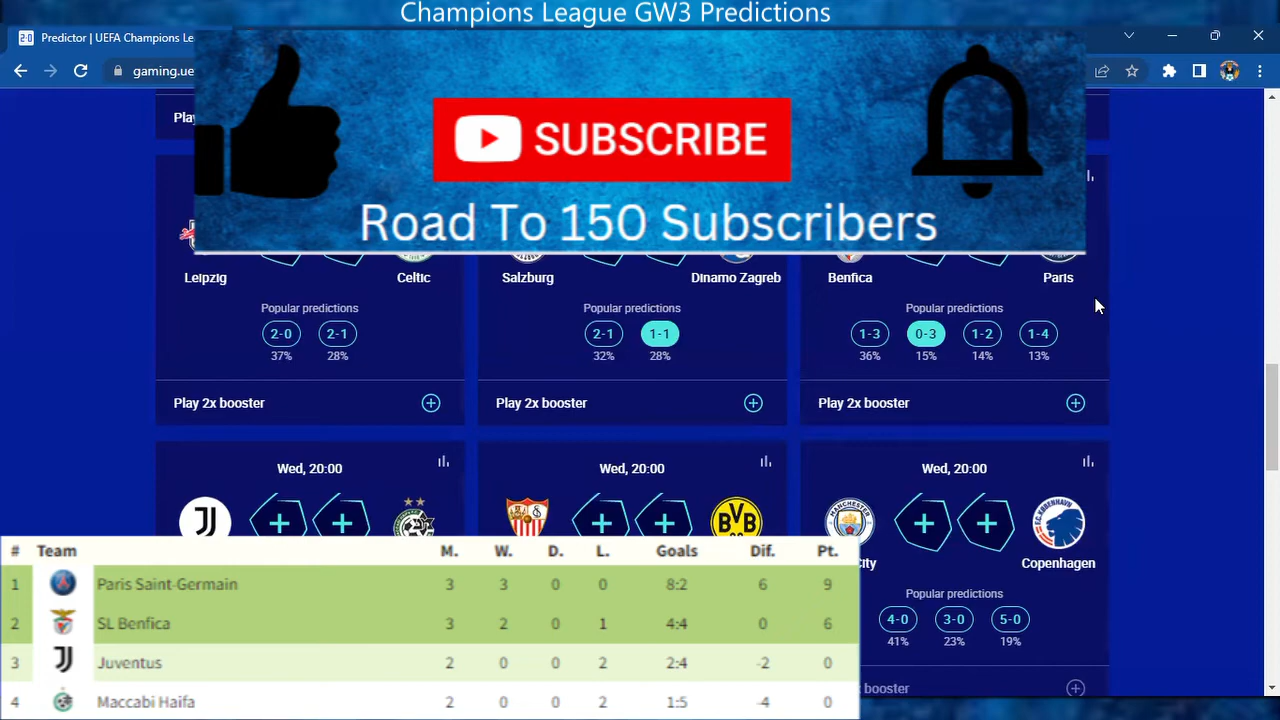 Champions League GW3 Predictions
Predictor | UEFA Champions Le
gaming.ue
SUBSCRIBE
Road To 150 Subscribers
Play
Leipzig Celtic
Popular predictions
2-0 2-1
37% 28%
Play 2x booster
Salzburg Dinamo Zagreb
Popular predictions
2-1 1-1
32% 28%
Play 2x booster
Benfica Paris
Popular predictions
1-3 0-3 1-2 1-4
36% 15% 14% 13%
Play 2x booster
Wed, 20:00
Wed, 20:00
BVB
Wed, 20:00
City Copenhagen
Popular predictions
4-0 3-0 5-0
41% 23% 19%
booster
# Team M. W. D. L. Goals Dif. Pt.
1 Paris Saint-Germain 3 3 0 0 8:2 6 9
2 SL Benfica 3 2 0 1 4:4 0 6
3 Juventus 2 0 0 2 2:4 -2 0
4 Maccabi Haifa 2 0 0 2 1:5 -4 0